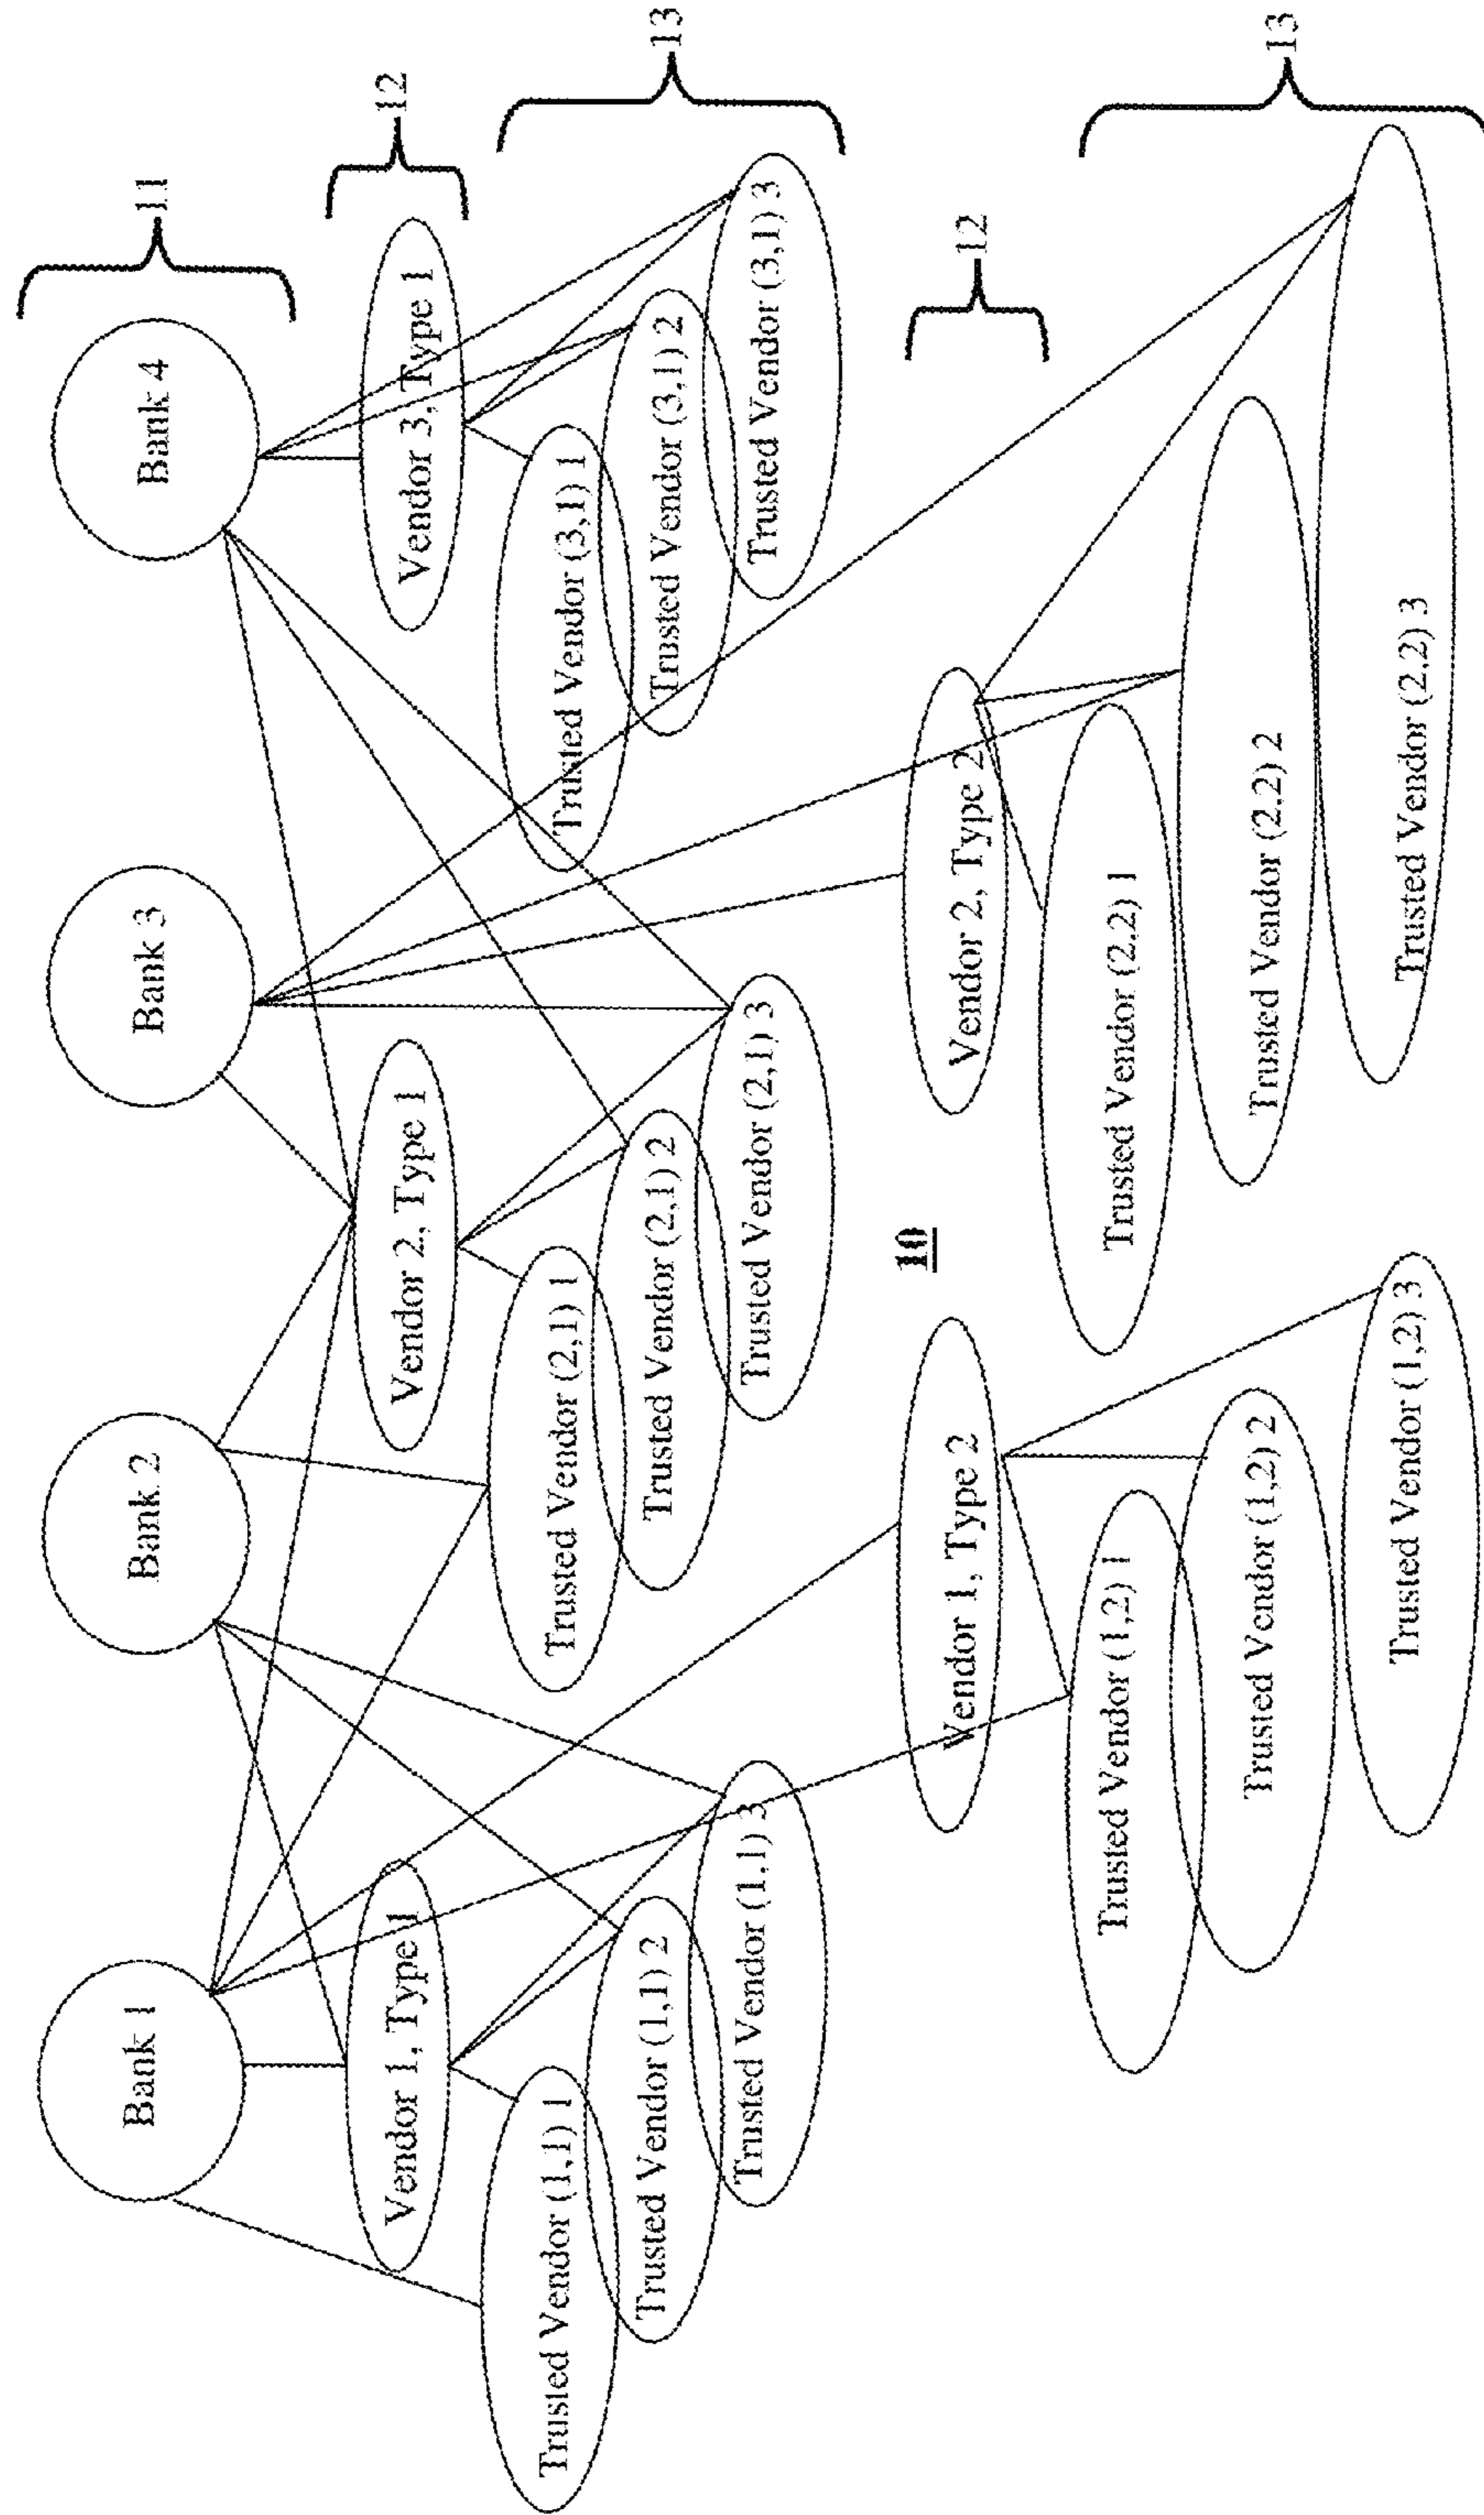 11
Bank 1
Bank 2
Bank 3
Bank 4
12
Vendor 1, Type 1
Vendor 2, Type 1
Vendor 3, Type 1
13
Trusted Vendor (1,1) 1
Trusted Vendor (2,1) 1
Trusted Vendor (3,1) 1
Trusted Vendor (1,1) 2
Trusted Vendor (2,1) 2
Trusted Vendor (3,1) 2
Trusted Vendor (1,1) 3
Trusted Vendor (2,1) 3
Trusted Vendor (3,1) 3
10
12
Vendor 1, Type 2
Vendor 2, Type 2
13
Trusted Vendor (1,2) 1
Trusted Vendor (2,2) 1
Trusted Vendor (1,2) 2
Trusted Vendor (2,2) 2
Trusted Vendor (1,2) 3
Trusted Vendor (2,2) 3